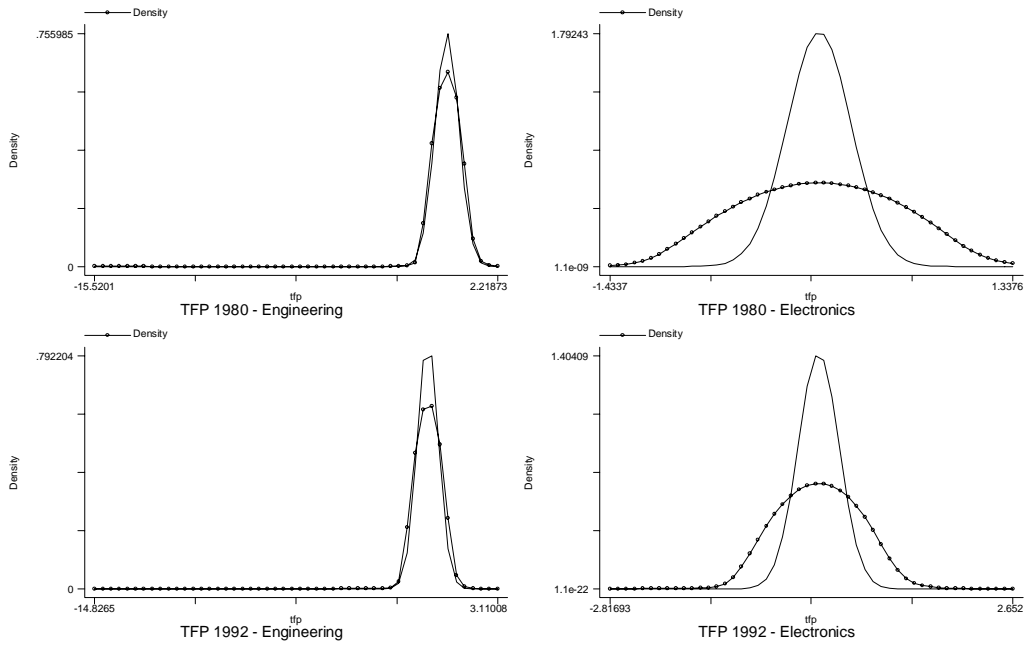 Density
.755985
Density
0
-15.5201
2.21873
tfp
TFP 1980 - Engineering
Density
1.79243
Density
1.1e-09
-1.4337
1.3376
tfp
TFP 1980 - Electronics
Density
.792204
Density
0
-14.8265
3.11008
tfp
TFP 1992 - Engineering
Density
1.40409
Density
1.1e-22
-2.81693
2.652
tfp
TFP 1992 - Electronics